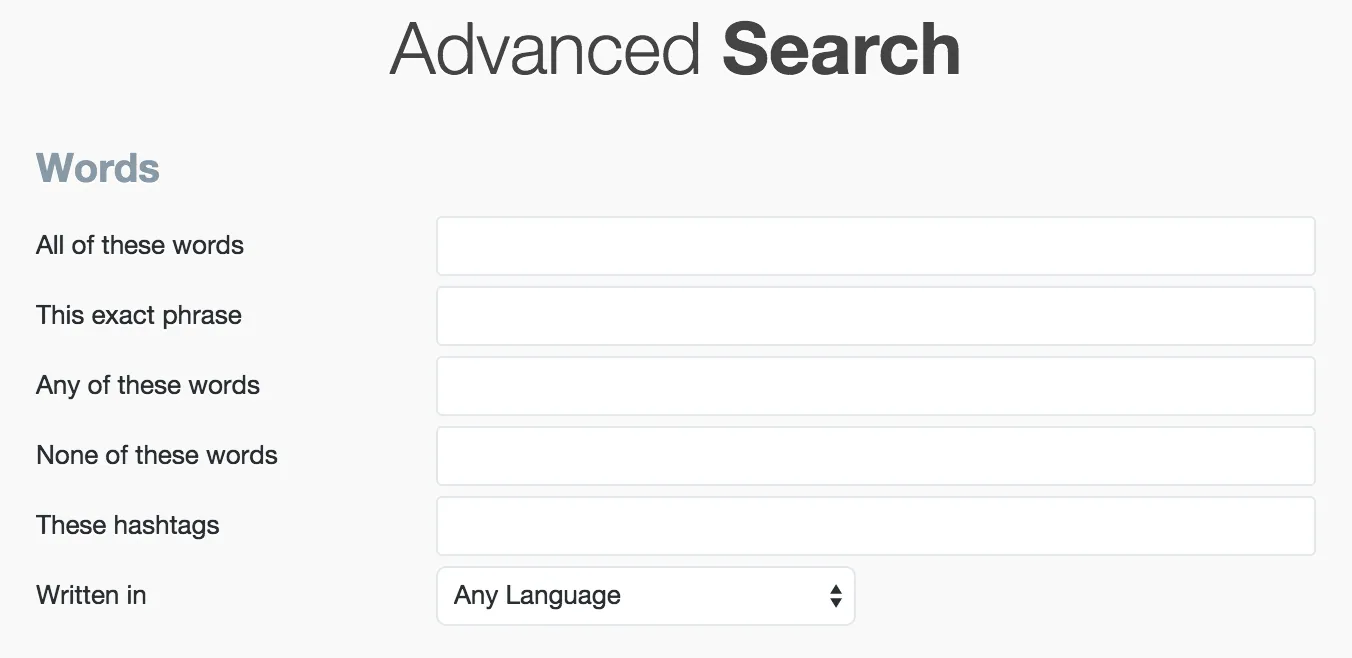 Advanced Search
Words
All of these words
This exact phrase
Any of these words
None of these words
These hashtags
Written in Any Language